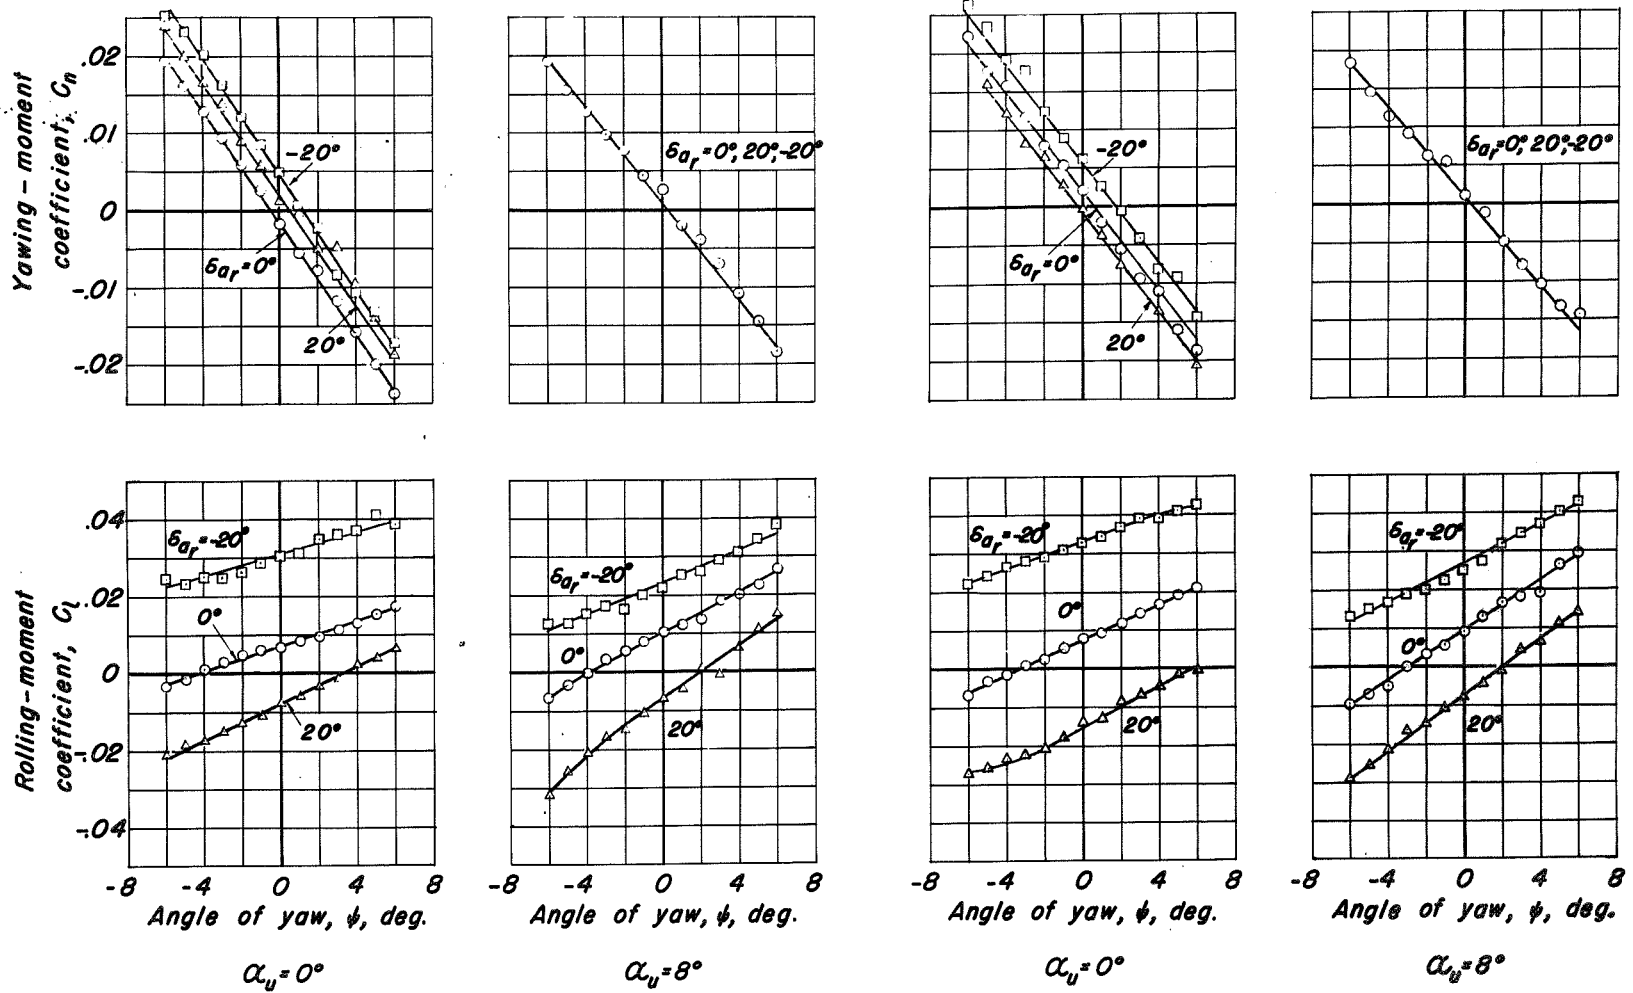 Yawing-moment
coefficient, Cn
.02
.01
0
-.01
-.02
-20°
δar=0°
20°
δar=0°,20°,-20°
-20°
δar=0°
20°
δar=0°,20°,-20°
Rolling-moment
coefficient, Cl
.04
.02
0
-.02
-.04
δar=-20°
0°
20°
δar=-20°
0°
20°
δar=-20°
0°
20°
δar=-20°
0°
20°
-8 -4 0 4 8
-8 -4 0 4 8
-8 -4 0 4 8
-8 -4 0 4 8
Angle of yaw, ψ, deg.
Angle of yaw, ψ, deg.
Angle of yaw, ψ, deg.
Angle of yaw, ψ, deg.
αu=0°
αu=8°
αu=0°
αu=8°